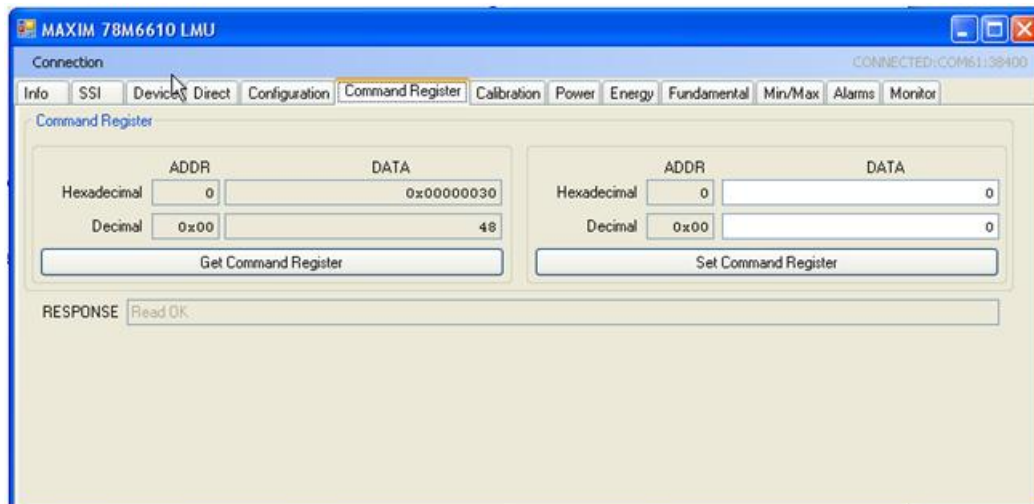 MAXIM 78M6610 LMU
Connection CONNECTED:COM61:38400
Info SSI Devices Direct Configuration Command Register Calibration Power Energy Fundamental Min/Max Alarms Monitor
Command Register
ADDR DATA ADDR DATA
Hexadecimal 0 0x00000030 Hexadecimal 0 0
Decimal 0x00 48 Decimal 0x00 0
Get Command Register Set Command Register
RESPONSE Read OK